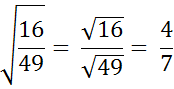 √(16/49) = √16/√49 = 4/7